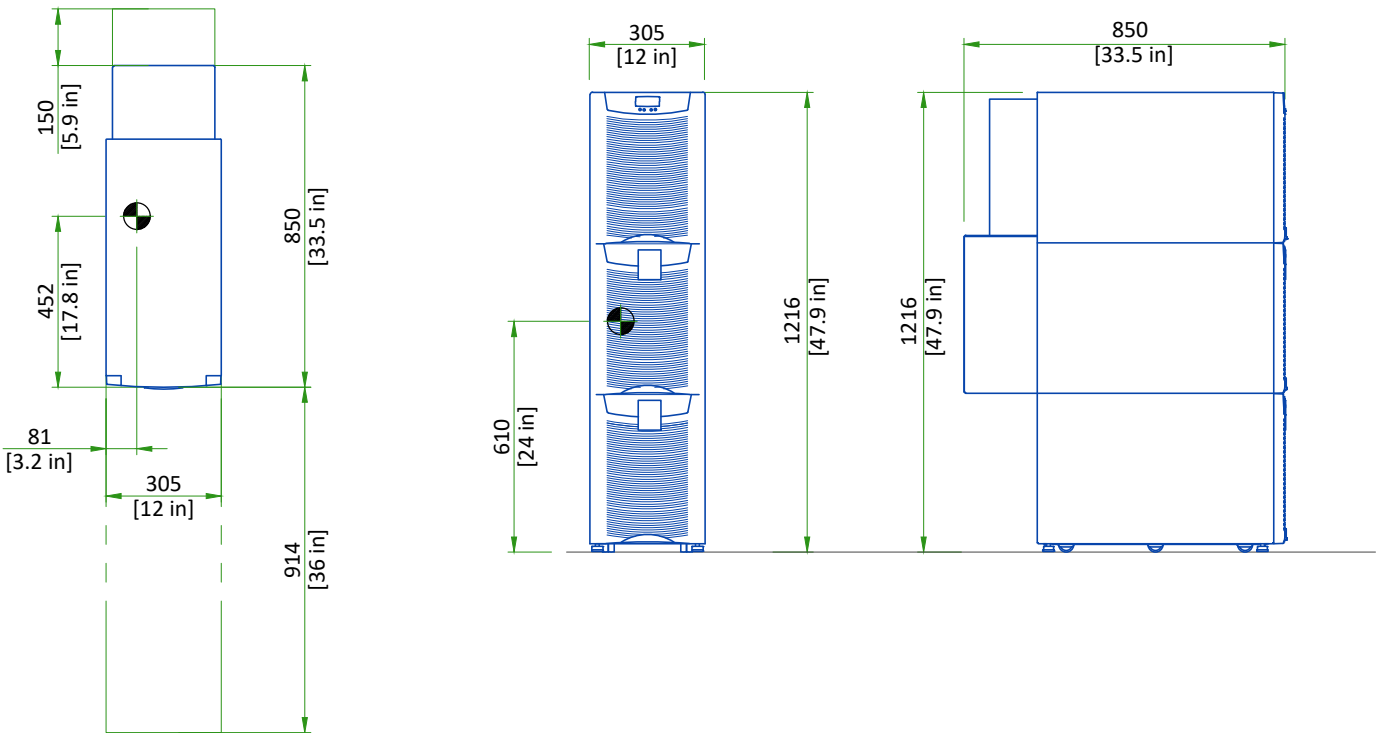 150
[5.9 in]
452
[17.8 in]
850
[33.5 in]
81
[3.2 in]
305
[12 in]
914
[36 in]
305
[12 in]
610
[24 in]
1216
[47.9 in]
850
[33.5 in]
1216
[47.9 in]